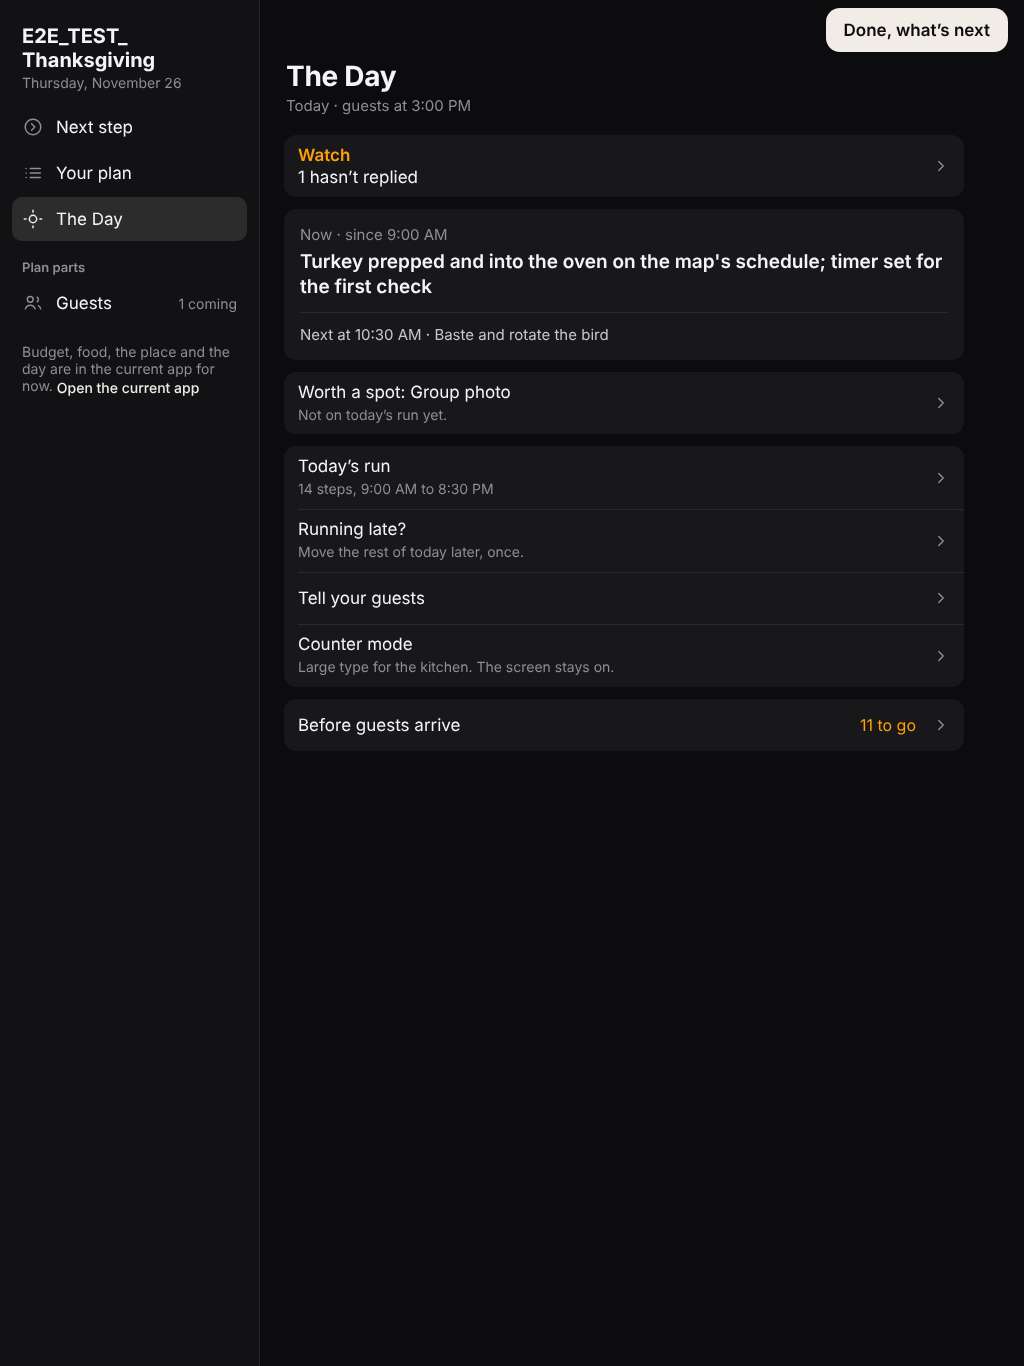 E2E_TEST_
Thanksgiving
Thursday, November 26
Next step
Your plan
The Day
Plan parts
Guests
1 coming
Budget, food, the place and the
day are in the current app for
now. Open the current app
Done, what’s next
The Day
Today · guests at 3:00 PM
Watch
1 hasn’t replied
Now · since 9:00 AM
Turkey prepped and into the oven on the map's schedule; timer set for
the first check
Next at 10:30 AM · Baste and rotate the bird
Worth a spot: Group photo
Not on today’s run yet.
Today’s run
14 steps, 9:00 AM to 8:30 PM
Running late?
Move the rest of today later, once.
Tell your guests
Counter mode
Large type for the kitchen. The screen stays on.
Before guests arrive
11 to go